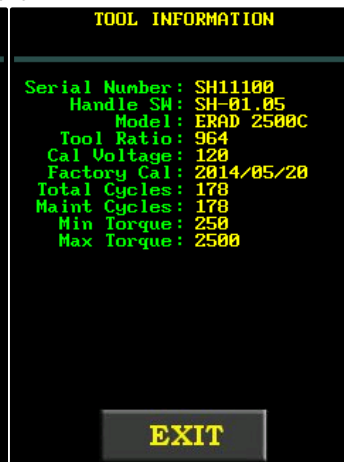 TOOL INFORMATION
Serial Number: SH11100
Handle SW: SH-01.05
Model: ERAD 2500C
Tool Ratio: 964
Cal Voltage: 120
Factory Cal: 2014/05/20
Total Cycles: 178
Maint Cycles: 178
Min Torque: 250
Max Torque: 2500
EXIT